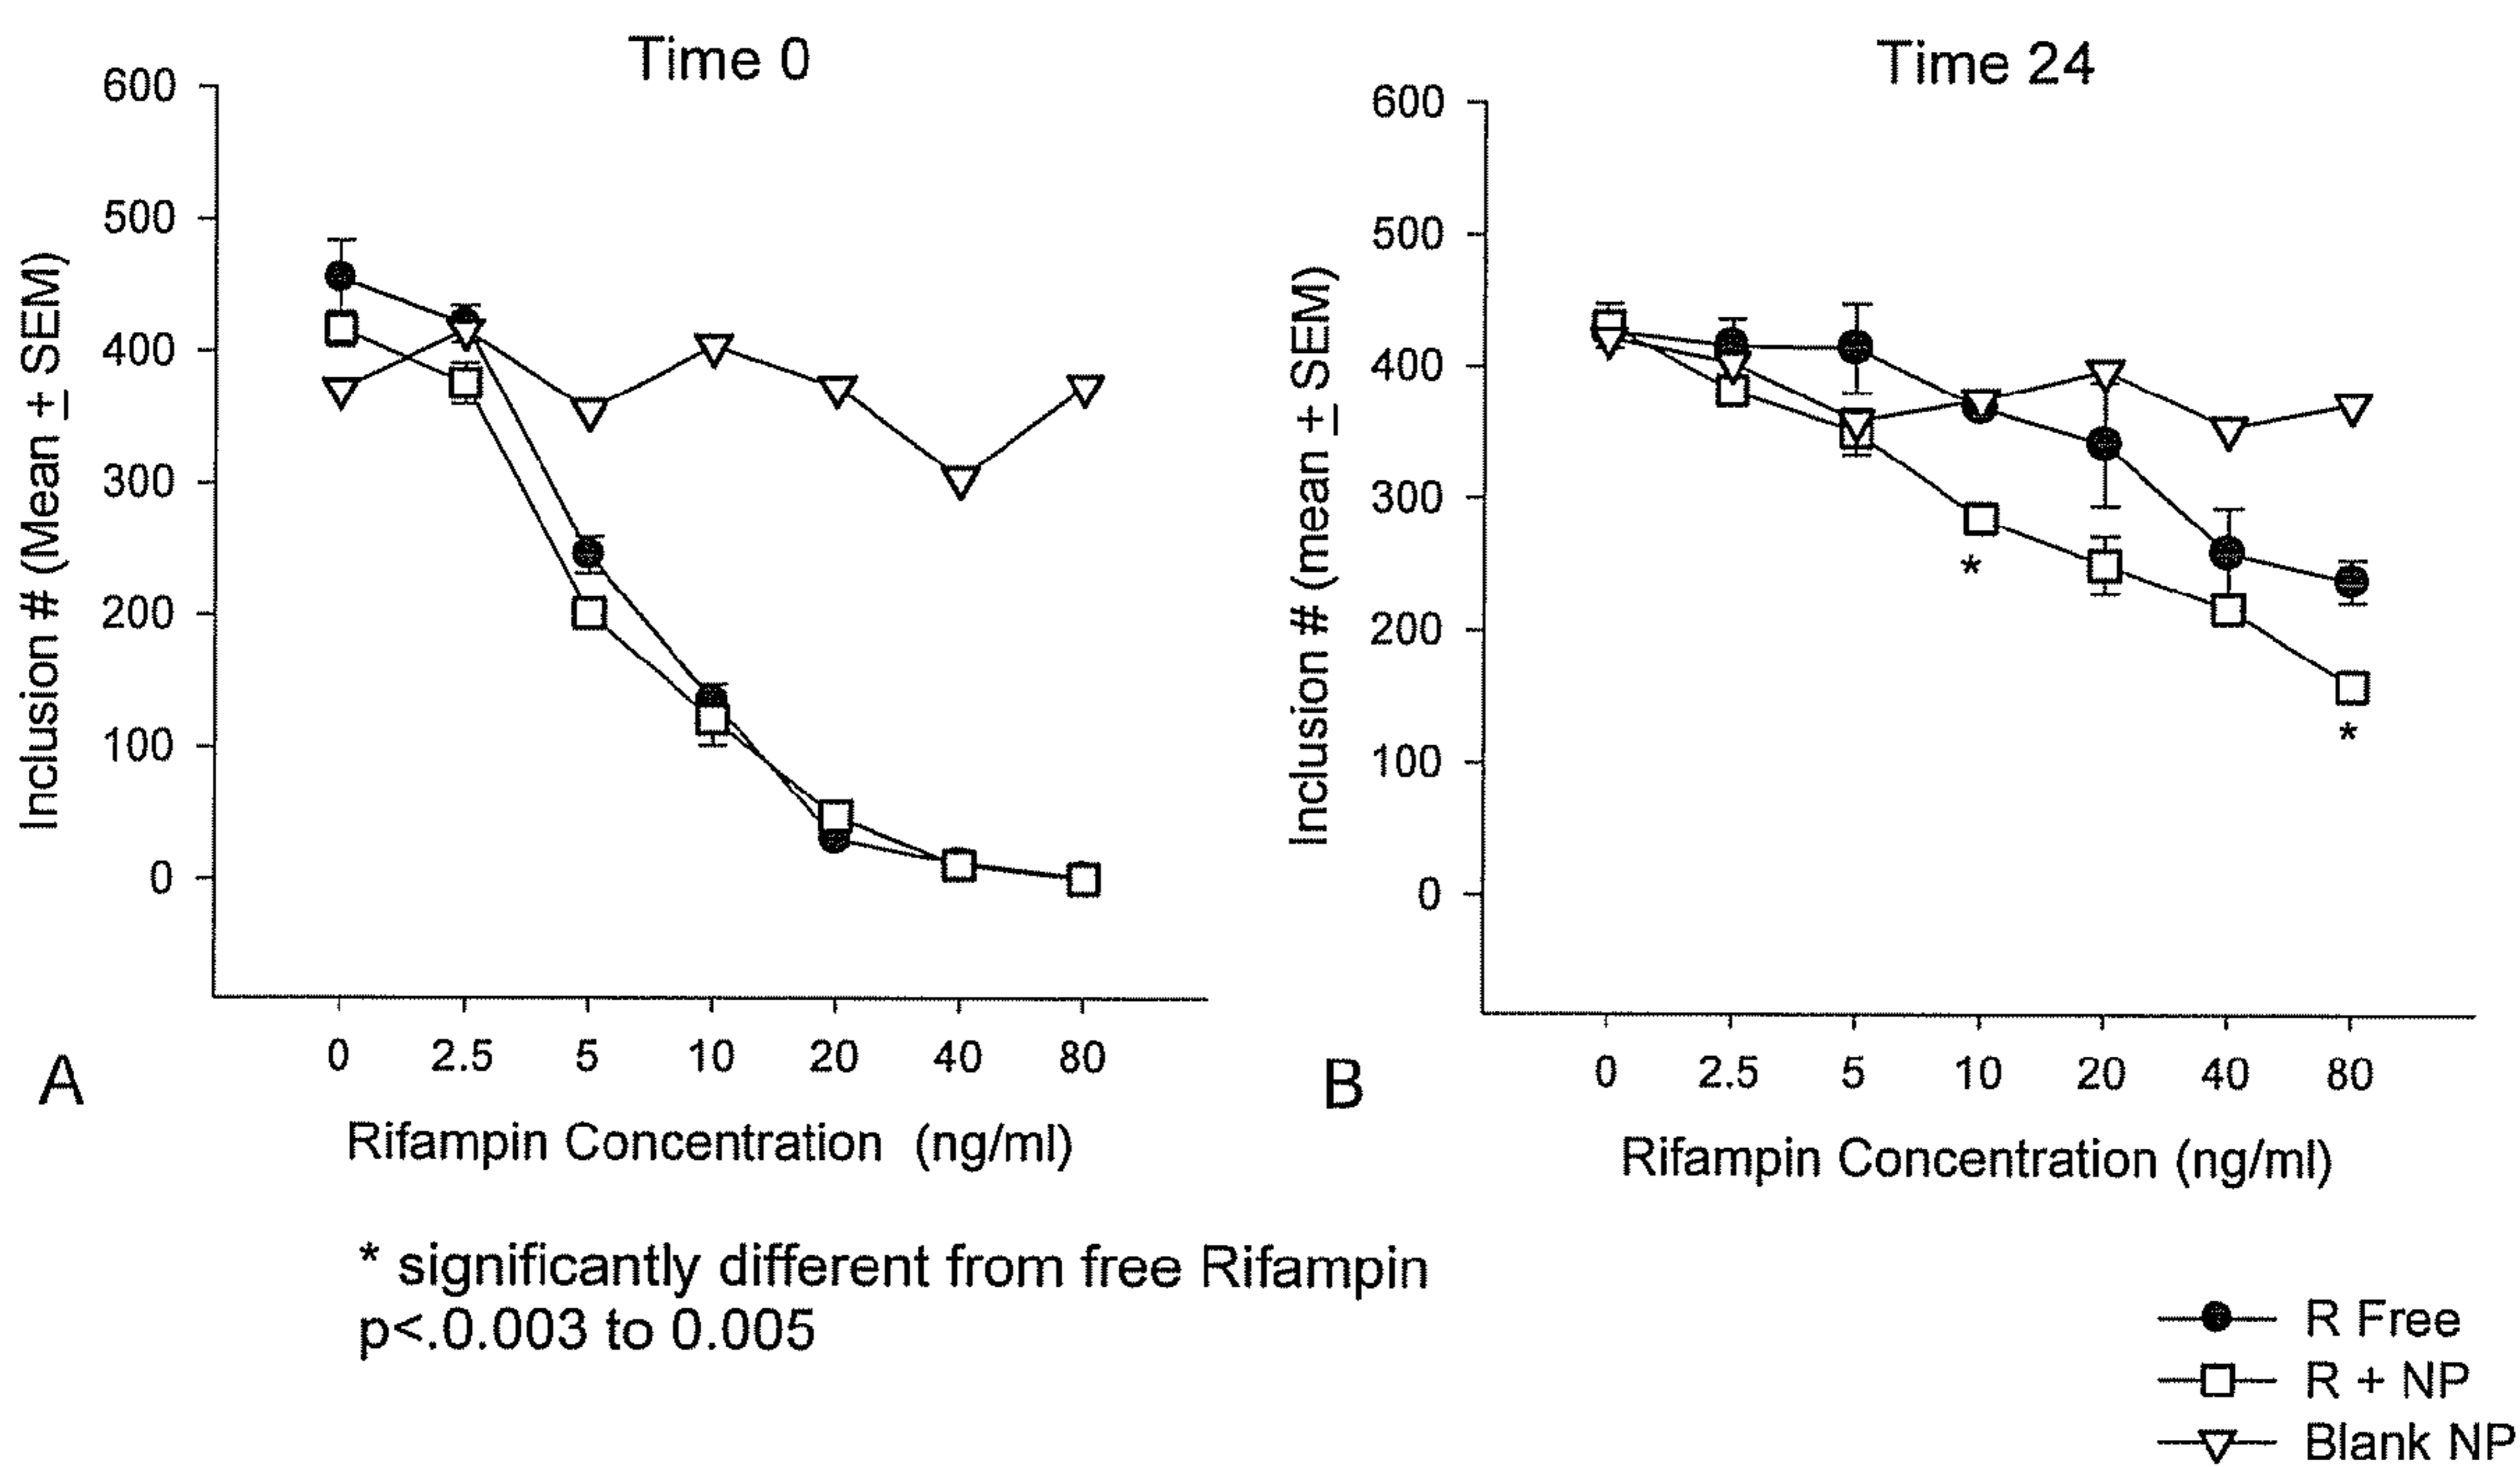 Time 0
600
500
400
300
200
100
0
Inclusion # (Mean ± SEM)
0 2.5 5 10 20 40 80
A
Rifampin Concentration (ng/ml)
Time 24
600
500
400
300
200
100
0
Inclusion # (mean ± SEM)
*
*
0 2.5 5 10 20 40 80
B
Rifampin Concentration (ng/ml)
* significantly different from free Rifampin
p<.0.003 to 0.005
R Free
R + NP
Blank NP